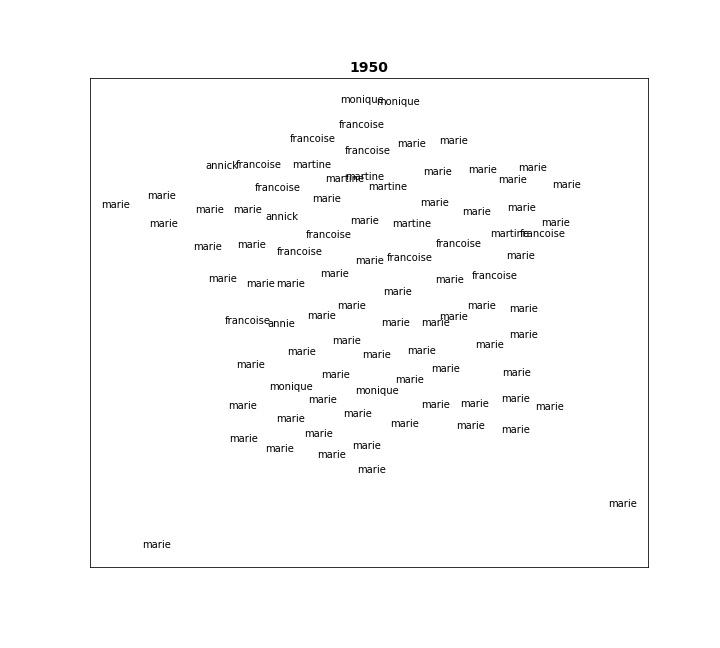 1950
monique monique
francoise
francoise marie marie
francoise
annick francoise martine marie marie marie
martine martine martine marie marie
francoise
marie marie marie marie
marie marie annick marie marie
marie marie martine marie
francoise martine francoise
marie marie francoise francoise
marie francoise marie
marie marie marie marie marie francoise
marie
marie marie marie
francoise annie marie marie marie marie
marie marie marie
marie marie marie
marie marie marie
marie marie
monique monique
marie marie marie marie marie marie
marie marie marie marie marie
marie marie marie
marie marie
marie
marie
marie